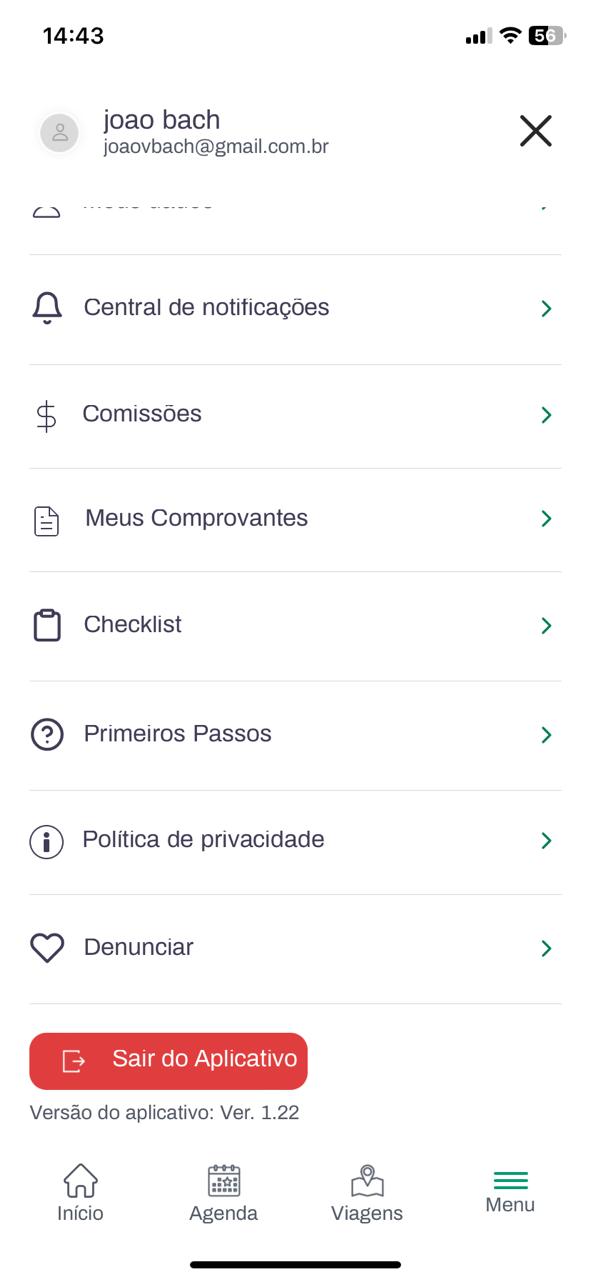 14:43
56
joao bach
joaovbach@gmail.com.br
Central de notificações
Comissões
Meus Comprovantes
Checklist
Primeiros Passos
Política de privacidade
Denunciar
Sair do Aplicativo
Versão do aplicativo: Ver. 1.22
Início
Agenda
Viagens
Menu